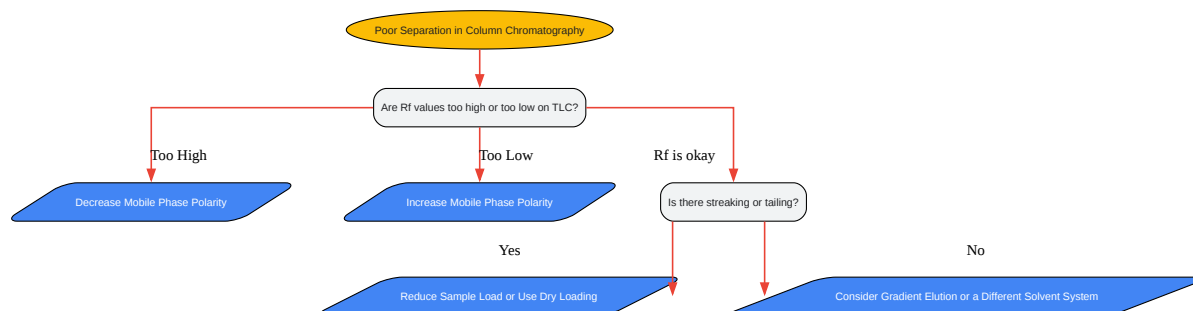 Poor Separation in Column Chromatography
Are Rf values too high or too low on TLC?
Too High
Too Low
Rf is okay
Decrease Mobile Phase Polarity
Increase Mobile Phase Polarity
Is there streaking or tailing?
Yes
No
Reduce Sample Load or Use Dry Loading
Consider Gradient Elution or a Different Solvent System